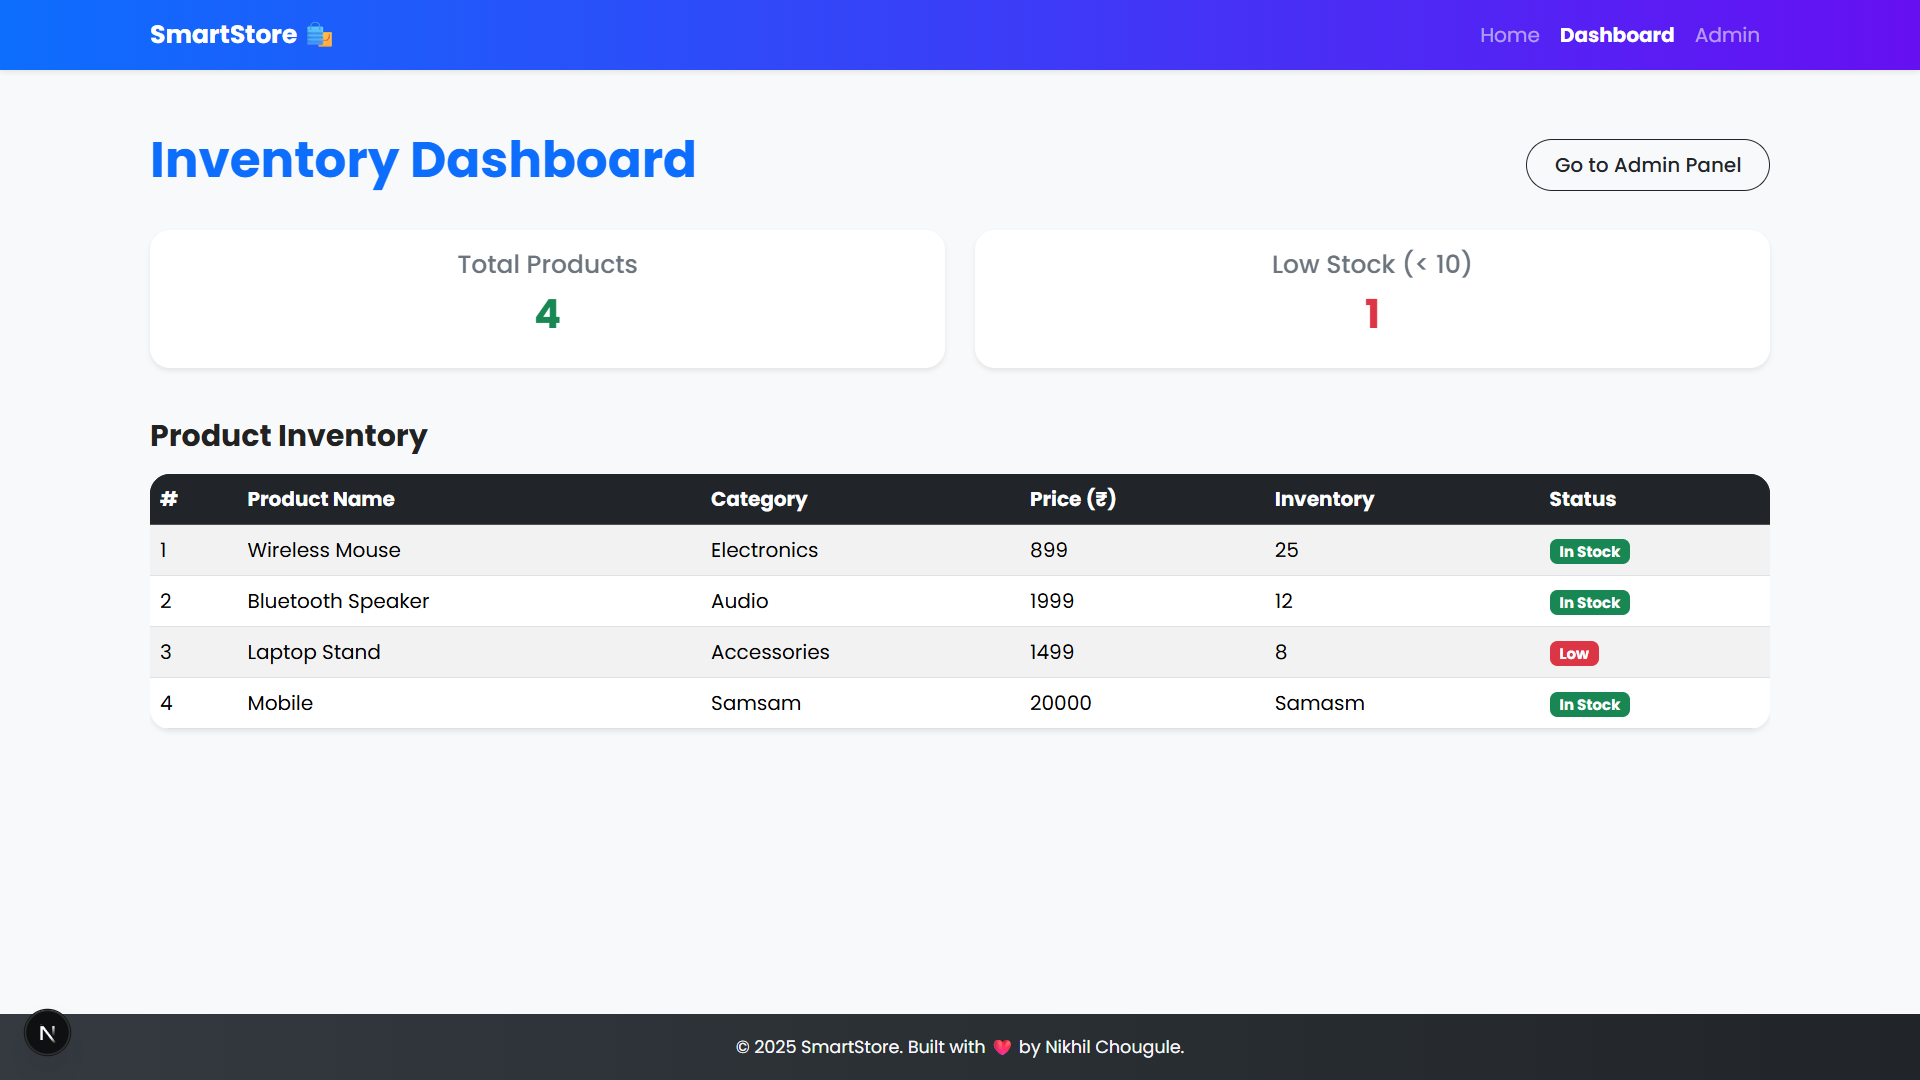 SmartStore 🛍️ Home Dashboard Admin
Inventory Dashboard
Go to Admin Panel
Total Products
4
Low Stock (< 10)
1
Product Inventory
# Product Name Category Price (₹) Inventory Status
1 Wireless Mouse Electronics 899 25 In Stock
2 Bluetooth Speaker Audio 1999 12 In Stock
3 Laptop Stand Accessories 1499 8 Low
4 Mobile Samsam 20000 Samasm In Stock
N
© 2025 SmartStore. Built with ❤️ by Nikhil Chougule.